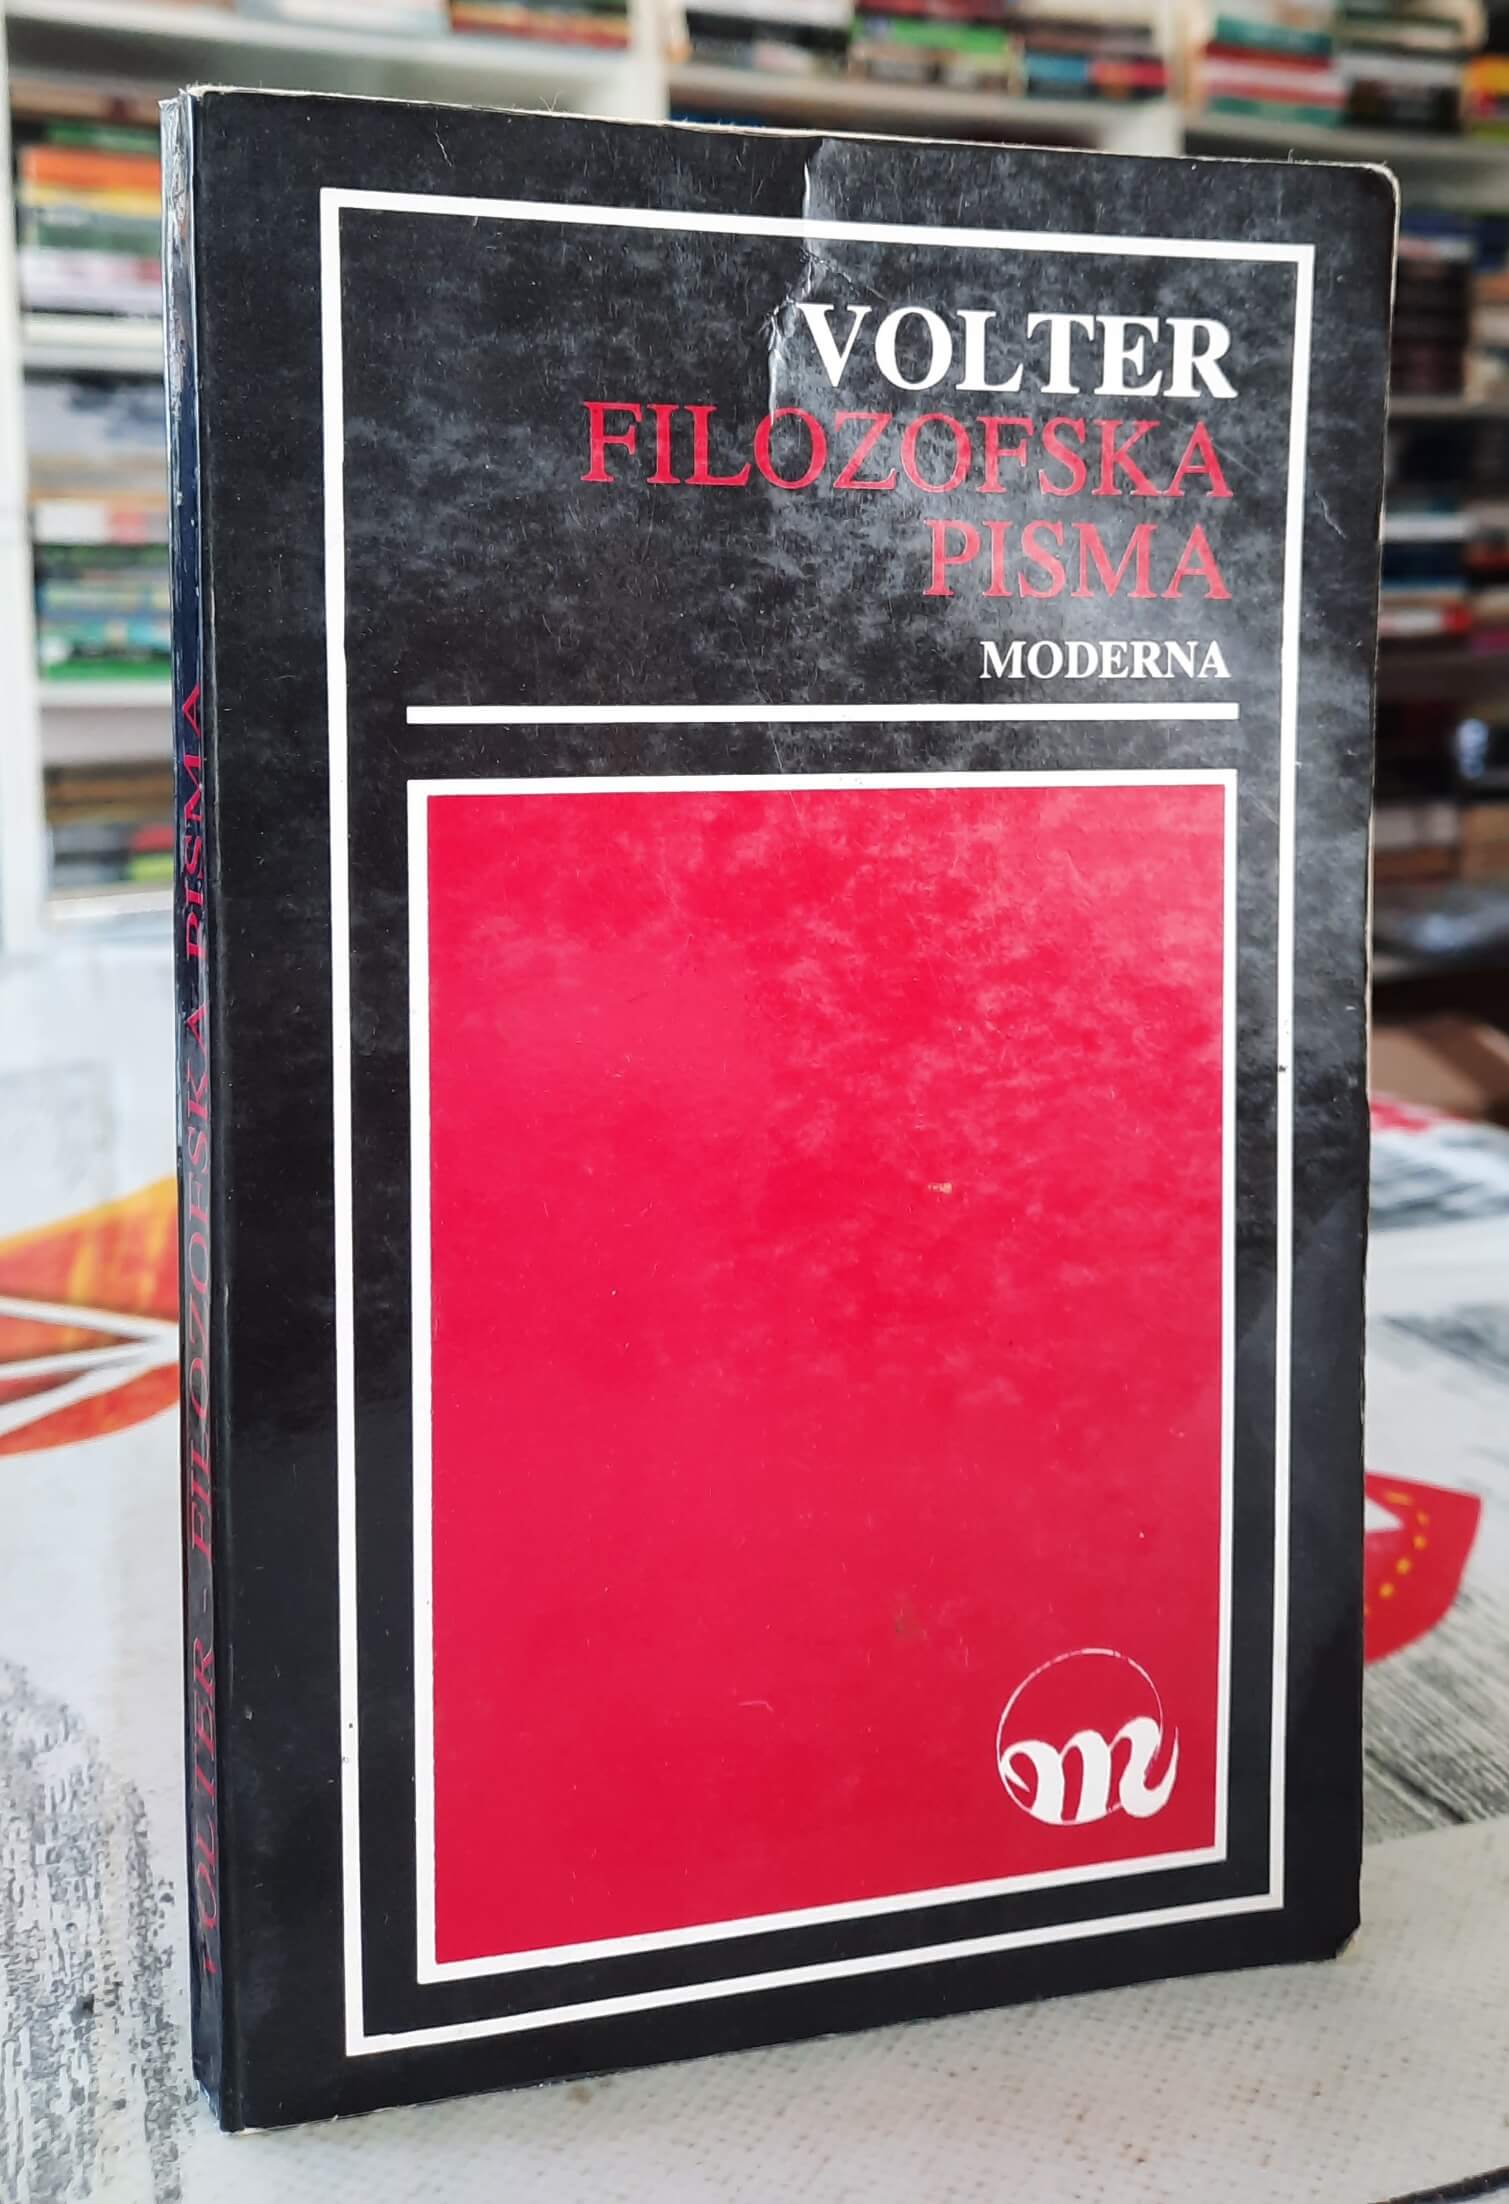 VOLTER
FILOZOFSKA
PISMA
MODERNA
m
VOLTER - FILOZOFSKA PISMA